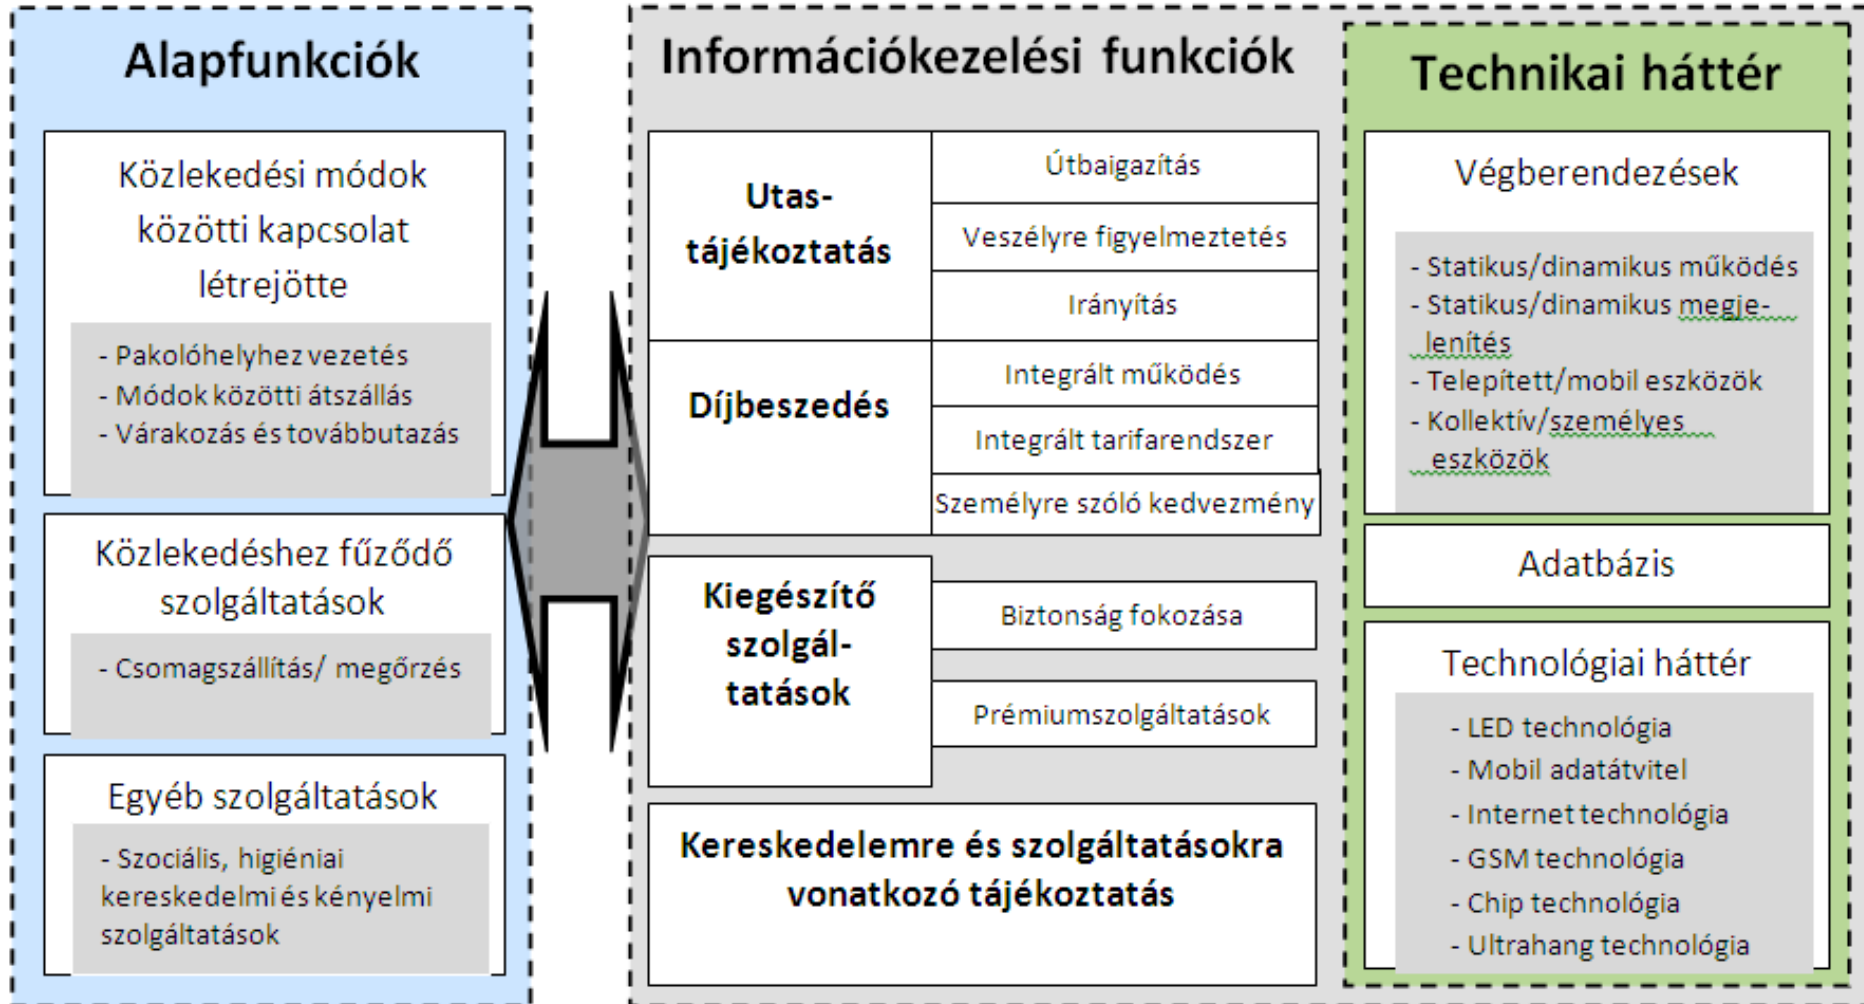 Alapfunkciók
Közlekedési módok
közötti kapcsolat
létrejötte
- Pakolóhelyhez vezetés
- Módok közötti átszállás
- Várakozás és továbbutazás
Közlekedéshez fűződő
szolgáltatások
- Csomagszállítás/ megőrzés
Egyéb szolgáltatások
- Szociális, higiéniai
kereskedelmi és kényelmi
szolgáltatások
Információkezelési funkciók
Utas-
tájékoztatás
Útbaigazítás
Veszélyre figyelmeztetés
Irányítás
Díjbeszedés
Integrált működés
Integrált tarifarendszer
Személyre szóló kedvezmény
Kiegészítő
szolgál-
tatások
Biztonság fokozása
Prémiumszolgáltatások
Kereskedelemre és szolgáltatásokra
vonatkozó tájékoztatás
Technikai háttér
Végberendezések
- Statikus/dinamikus működés
- Statikus/dinamikus megje-
lenítés
- Telepített/mobil eszközök
- Kollektív/személyes
eszközök
Adatbázis
Technológiai háttér
- LED technológia
- Mobil adatátvitel
- Internet technológia
- GSM technológia
- Chip technológia
- Ultrahang technológia